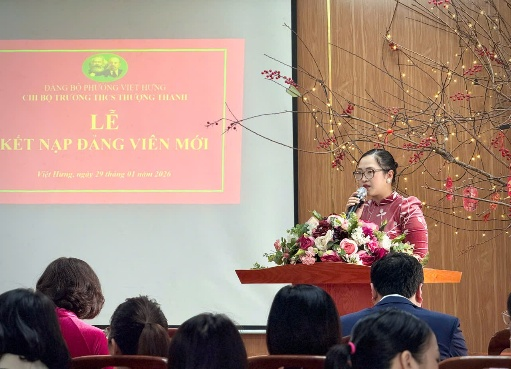 ĐẢNG BỘ PHƯỜNG VIỆT HƯNG
CHI BỘ TRƯỜNG THCS THƯỢNG THANH
LỄ
KẾT NẠP ĐẢNG VIÊN MỚI
Việt Hưng, ngày 29 tháng 01 năm 2026